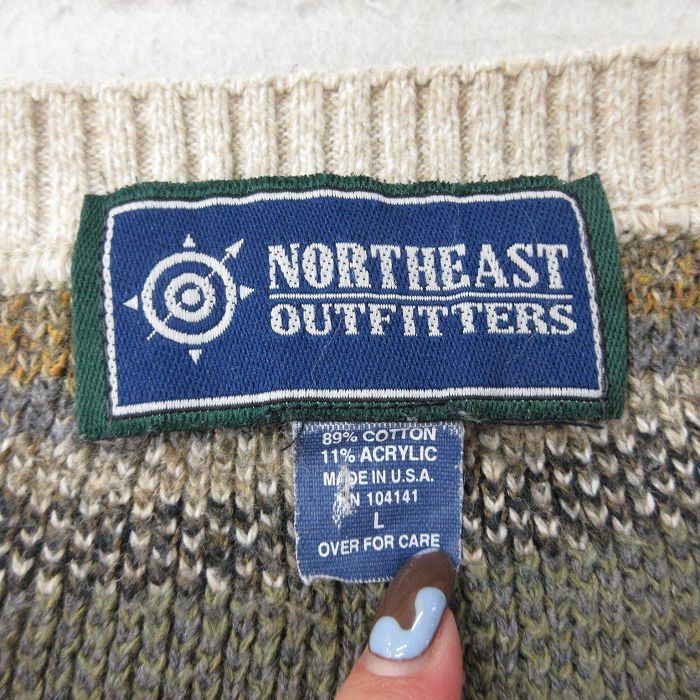 NORTHEAST
OUTFITTERS
89% COTTON
11% ACRYLIC
MADE IN U.S.A.
104141
L
OVER FOR CARE